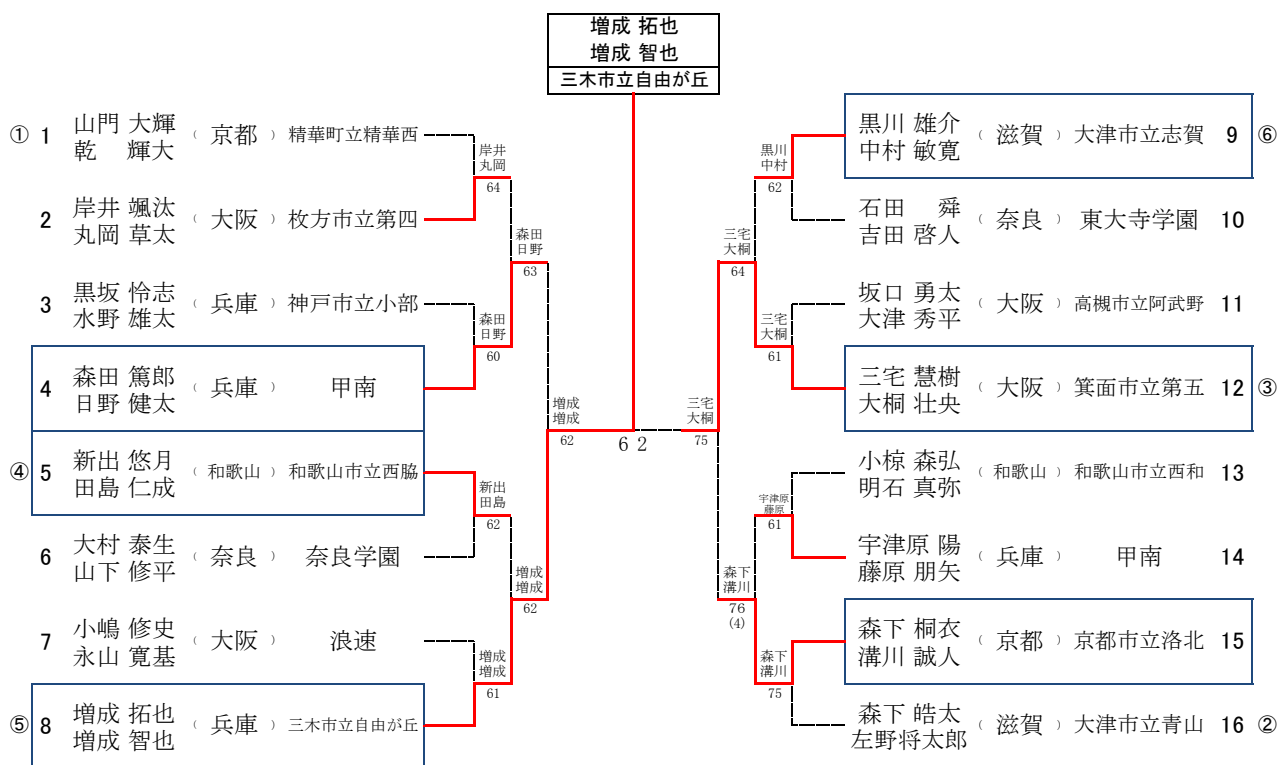 増成 拓也
増成 智也
三木市立自由が丘
① 1 山門 大輝 乾 輝大 （ 京都 ） 精華町立精華西
2 岸井 颯汰 丸岡 草太 （ 大阪 ） 枚方市立第四
3 黒坂 怜志 水野 雄太 （ 兵庫 ） 神戸市立小部
4 森田 篤郎 日野 健太 （ 兵庫 ） 甲南
④ 5 新出 悠月 田島 仁成 （ 和歌山 ） 和歌山市立西脇
6 大村 泰生 山下 修平 （ 奈良 ） 奈良学園
7 小嶋 修史 永山 寛基 （ 大阪 ） 浪速
⑤ 8 増成 拓也 増成 智也 （ 兵庫 ） 三木市立自由が丘
岸井
丸岡
64
森田
日野
60
新出
田島
62
増成
増成
61
森田
日野
63
増成
増成
62
増成
増成
62
6 2
三宅
大桐
75
三宅
大桐
64
森下
溝川
76
(4)
黒川
中村
62
三宅
大桐
61
宇津原
藤原
61
森下
溝川
75
黒川 雄介 中村 敏寛 （ 滋賀 ） 大津市立志賀 9 ⑥
石田 舜 吉田 啓人 （ 奈良 ） 東大寺学園 10
坂口 勇太 大津 秀平 （ 大阪 ） 高槻市立阿武野 11
三宅 慧樹 大桐 壮央 （ 大阪 ） 箕面市立第五 12 ③
小椋 森弘 明石 真弥 （ 和歌山 ） 和歌山市立西和 13
宇津原 陽 藤原 朋矢 （ 兵庫 ） 甲南 14
森下 桐衣 溝川 誠人 （ 京都 ） 京都市立洛北 15
森下 皓太 左野将太郎 （ 滋賀 ） 大津市立青山 16 ②